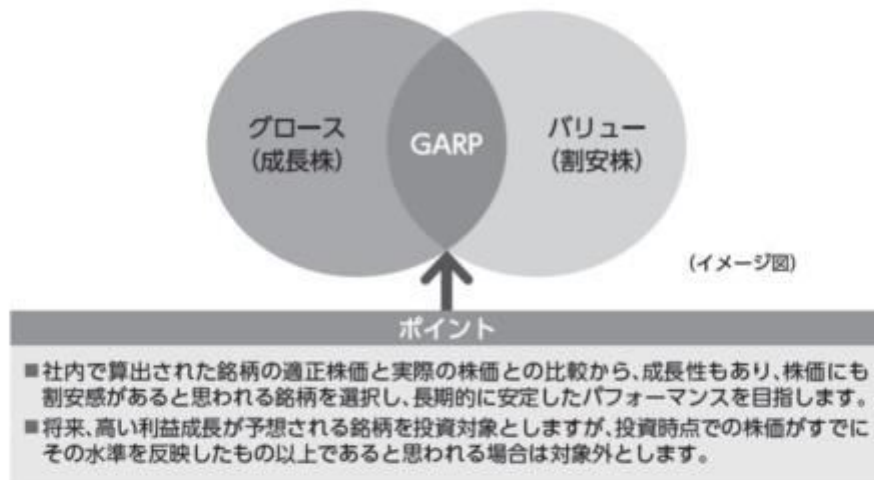 グロース
(成長株)
GARP
バリュー
(割安株)
(イメージ図)
ポイント
■社内で算出された銘柄の適正株価と実際の株価との比較から、成長性もあり、株価にも
割安感があると思われる銘柄を選択し、長期的に安定したパフォーマンスを目指します。
■将来、高い利益成長が予想される銘柄を投資対象としますが、投資時点での株価がすでに
その水準を反映したもの以上であると思われる場合は対象外とします。